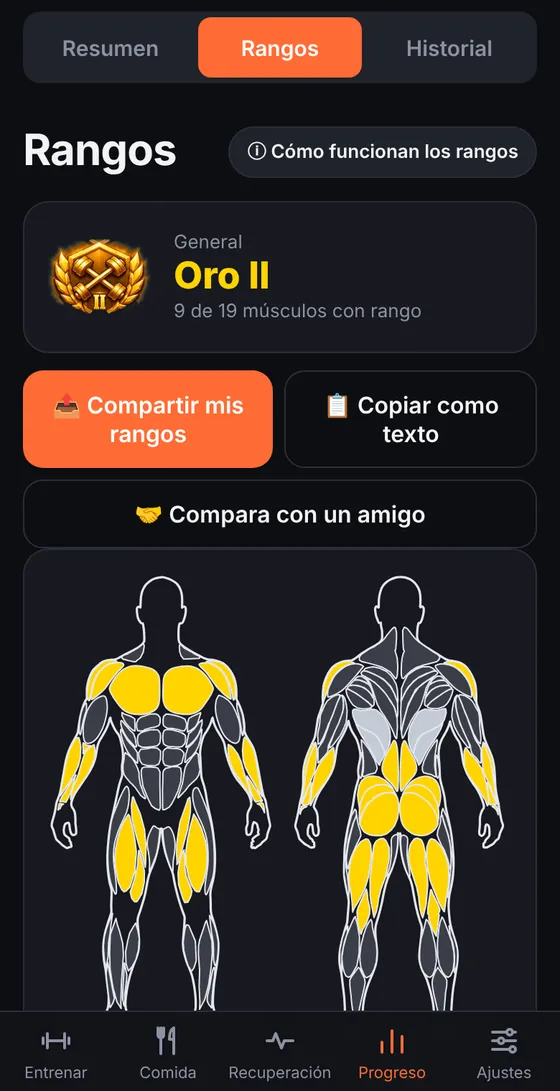 Resumen
Rangos
Historial
Rangos
Cómo funcionan los rangos
General
Oro II
9 de 19 músculos con rango
II
Compartir mis
rangos
Copiar como
texto
Compara con un amigo
Entrenar
Comida
Recuperación
Progreso
Ajustes